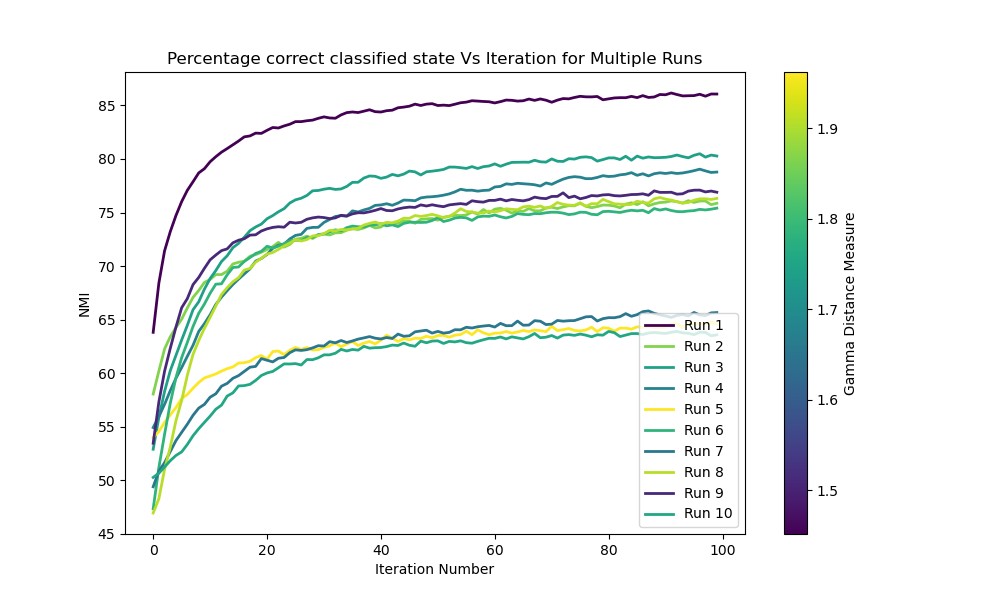 Percentage correct classified state Vs Iteration for Multiple Runs
NMI
85
80
75
70
65
60
55
50
45
0
20
40
60
80
100
Iteration Number
Run 1
Run 2
Run 3
Run 4
Run 5
Run 6
Run 7
Run 8
Run 9
Run 10
1.9
1.8
1.7
1.6
1.5
Gamma Distance Measure